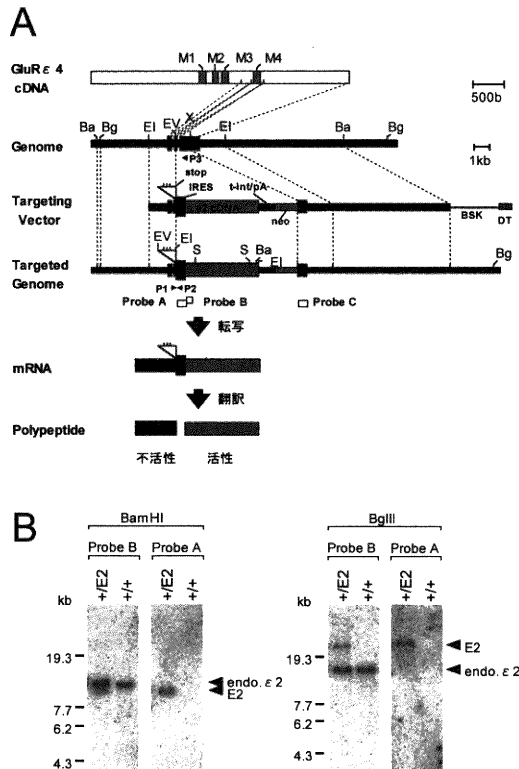 A
M1 M2 M3 M4
GluRε 4
cDNA
500b
EV X
Ba Bg EI EI Ba Bg
Genome
P3
1kb
stop
IRES t-int/pA
Targeting
Vector
neo
BSK DT
EV EI S S Ba EI Bg
Targeted
Genome
P1 P2
Probe A Probe B Probe C
転写
mRNA
翻訳
Polypeptide
不活性 活性
B
BamHI BglII
Probe B Probe A Probe B Probe A
+/E2 +/+ +/E2 +/+ +/E2 +/+ +/E2 +/+
kb kb
19.3 19.3
E2
endo. ε 2 endo. ε 2
E2
7.7 7.7
6.2 6.2
4.3 4.3